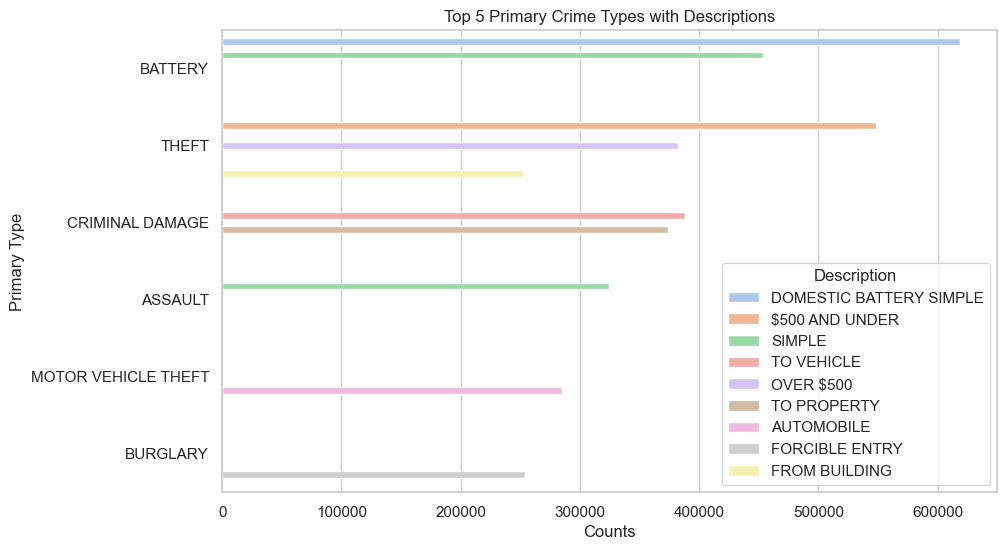 Top 5 Primary Crime Types with Descriptions
Primary Type
BATTERY
THEFT
CRIMINAL DAMAGE
ASSAULT
MOTOR VEHICLE THEFT
BURGLARY
Description
DOMESTIC BATTERY SIMPLE
$500 AND UNDER
SIMPLE
TO VEHICLE
OVER $500
TO PROPERTY
AUTOMOBILE
FORCIBLE ENTRY
FROM BUILDING
0 100000 200000 300000 400000 500000 600000
Counts